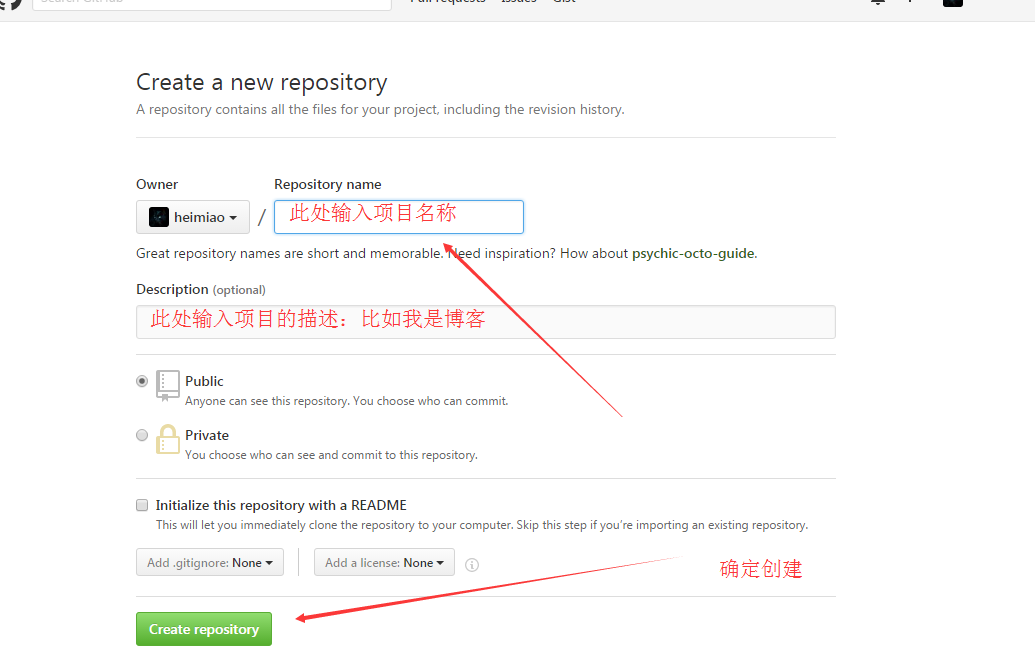 Create a new repository
A repository contains all the files for your project, including the revision history.
Owner Repository name
heimiao / 此处输入项目名称
Great repository names are short and memorable. Need inspiration? How about psychic-octo-guide.
Description (optional)
此处输入项目的描述：比如我是博客
Public
Anyone can see this repository. You choose who can commit.
Private
You choose who can see and commit to this repository.
Initialize this repository with a README
This will let you immediately clone the repository to your computer. Skip this step if you're importing an existing repository.
Add .gitignore: None Add a license: None
确定创建
Create repository